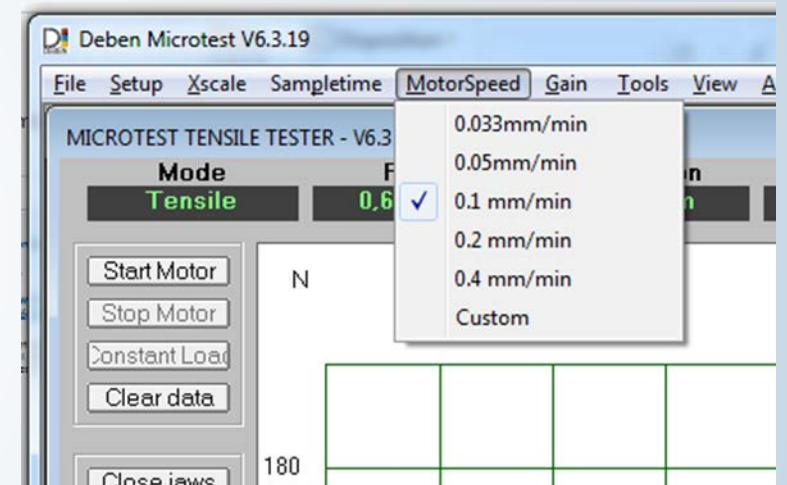 Deben Microtest V6.3.19
File Setup Xscale Sampletime MotorSpeed Gain Tools View A
MICROTEST TENSILE TESTER - V6.3
0.033mm/min
0.05mm/min
0.1 mm/min
0.2 mm/min
0.4 mm/min
Custom
Mode
Tensile
0,6
Start Motor
Stop Motor
Constant Load
Clear data
Close jaws
N
180